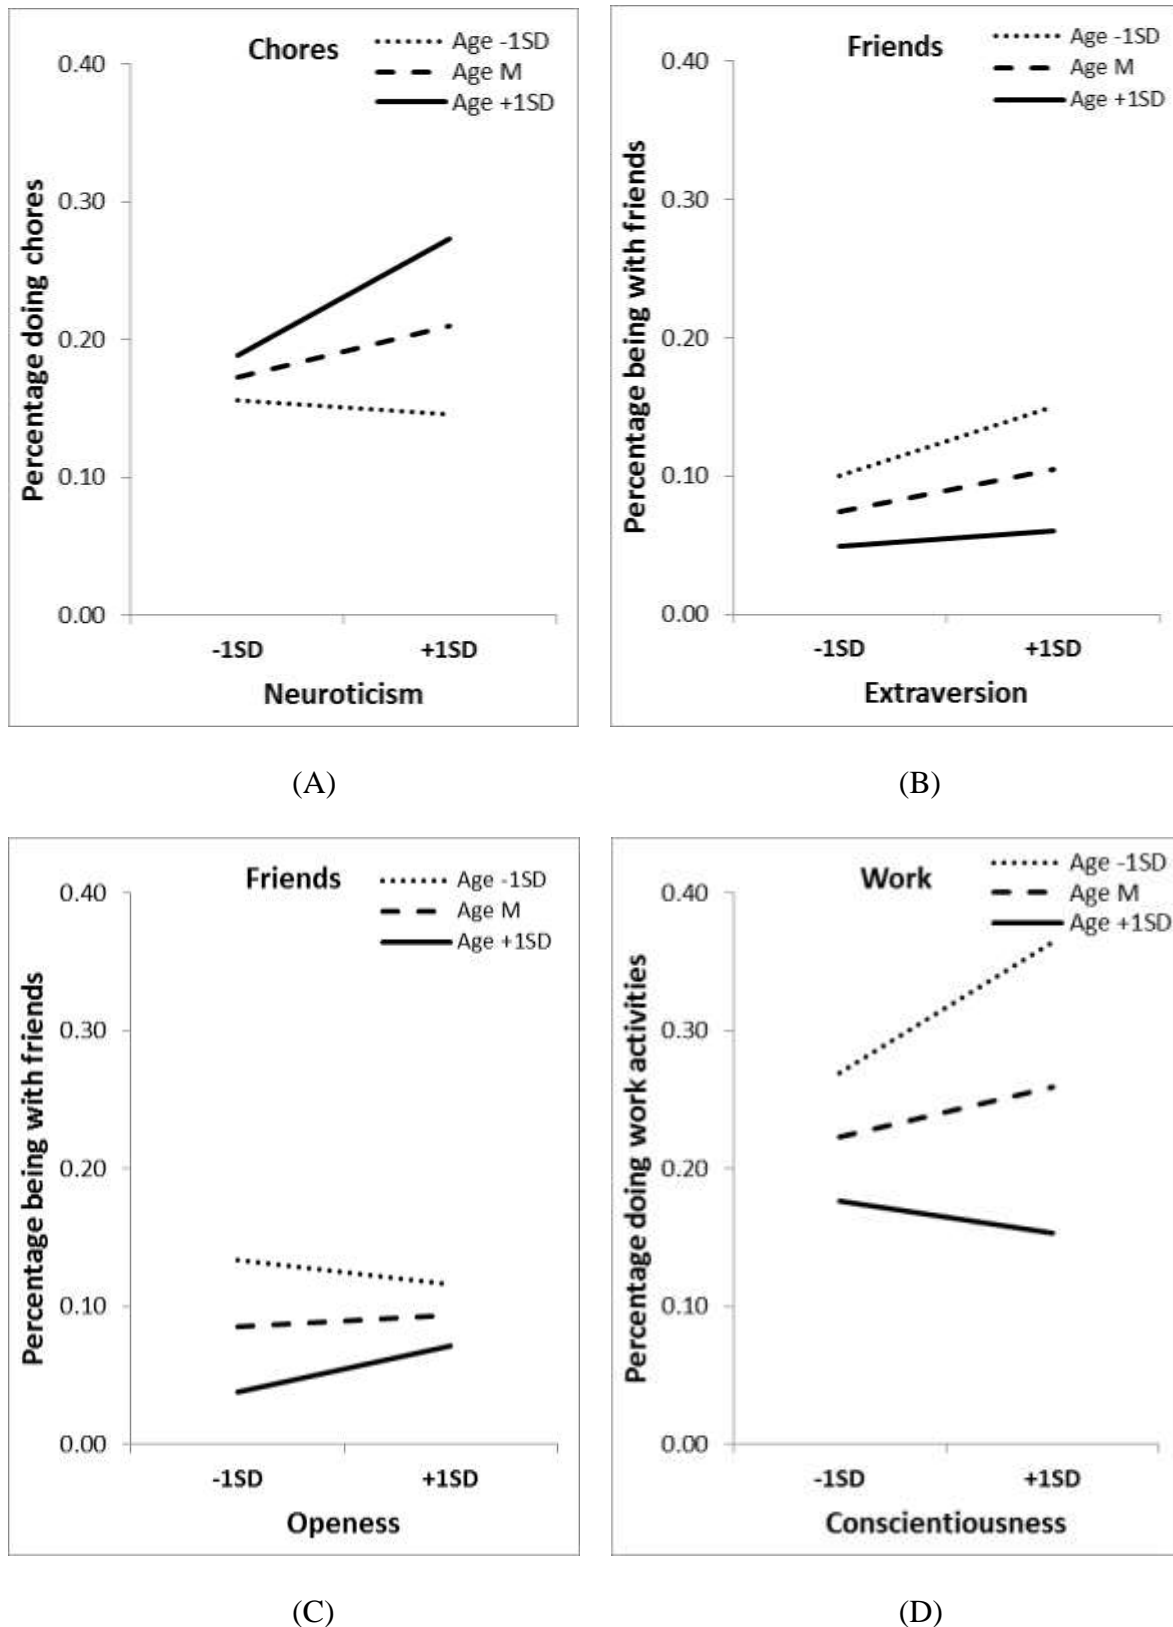 Chores
Age -1SD
Age M
Age +1SD
0.40
0.30
0.20
0.10
0.00
Percentage doing chores
-1SD
+1SD
Neuroticism
(A)
Friends
Age -1SD
Age M
Age +1SD
0.40
0.30
0.20
0.10
0.00
Percentage being with friends
-1SD
+1SD
Extraversion
(B)
Friends
Age -1SD
Age M
Age +1SD
0.40
0.30
0.20
0.10
0.00
Percentage being with friends
-1SD
+1SD
Openess
(C)
Work
Age -1SD
Age M
Age +1SD
0.40
0.30
0.20
0.10
0.00
Percentage doing work activities
-1SD
+1SD
Conscientiousness
(D)